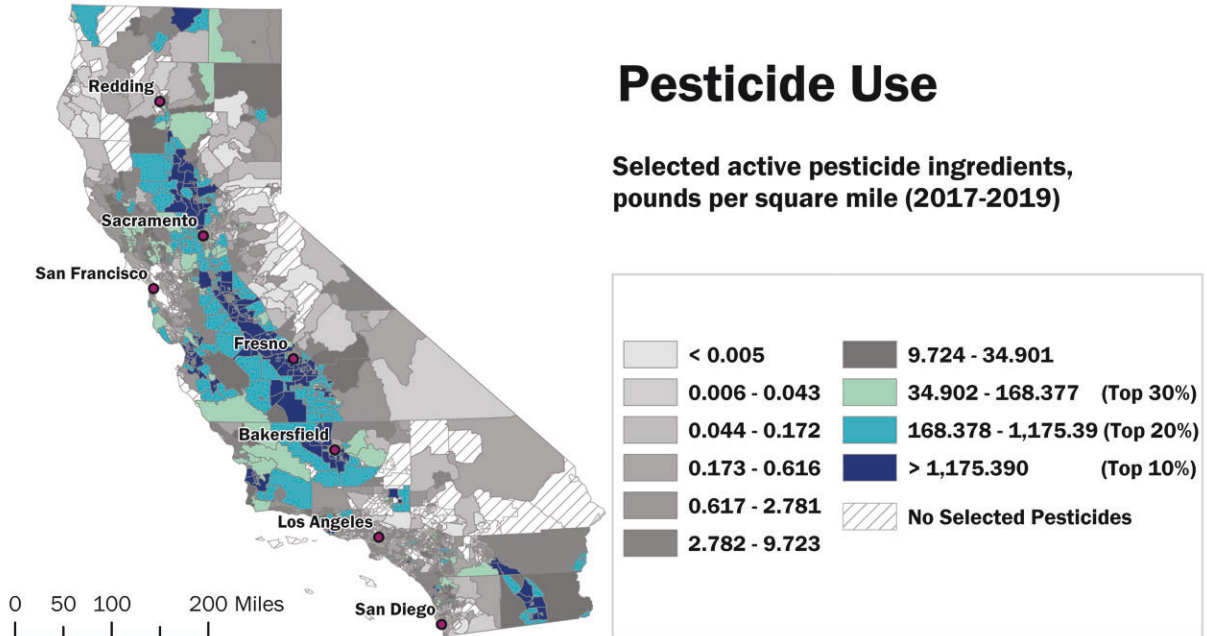 Pesticide Use
Selected active pesticide ingredients,
pounds per square mile (2017-2019)
Redding
Sacramento
San Francisco
Fresno
Bakersfield
Los Angeles
San Diego
0 50 100 200 Miles
< 0.005
0.006 - 0.043
0.044 - 0.172
0.173 - 0.616
0.617 - 2.781
2.782 - 9.723
9.724 - 34.901
34.902 - 168.377 (Top 30%)
168.378 - 1,175.39 (Top 20%)
> 1,175.390 (Top 10%)
No Selected Pesticides